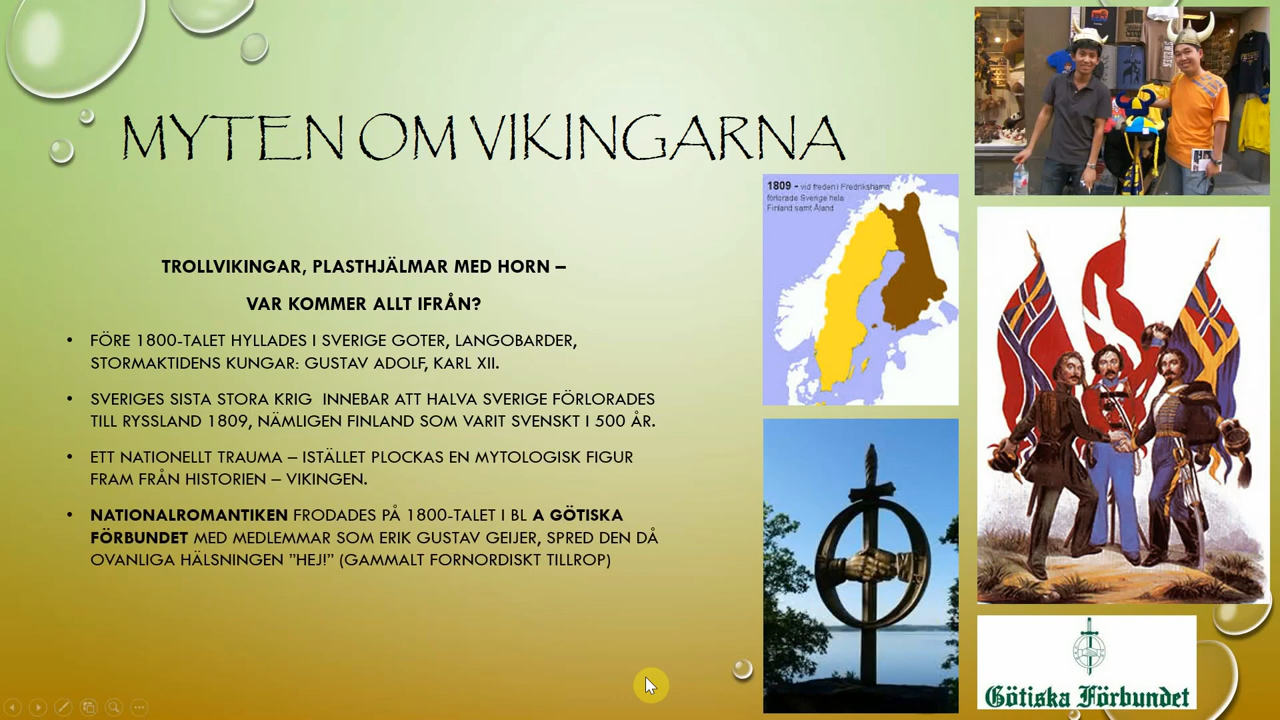 MYTEN OM VIKINGARNA
TROLLVIKINGAR, PLASTHJÄLMAR MED HORN –
VAR KOMMER ALLT IFRÅN?
• FÖRE 1800-TALET HYLLADES I SVERIGE GOTER, LANGOBARDER,
STORMAKTIDENS KUNGAR: GUSTAV ADOLF, KARL XII.
• SVERIGES SISTA STORA KRIG INNEBAR ATT HALVA SVERIGE FÖRLORADES
TILL RYSSLAND 1809, NÄMLIGEN FINLAND SOM VARIT SVENSKT I 500 ÅR.
• ETT NATIONELLT TRAUMA – ISTÄLLET PLOCKAS EN MYTOLOGISK FIGUR
FRAM FRÅN HISTORIEN – VIKINGEN.
• NATIONALROMANTIKEN FRODADES PÅ 1800-TALET I BL A GÖTISKA
FÖRBUNDET MED MEDLEMMAR SOM ERIK GUSTAV GEIJER, SPRED DEN DÅ
OVANLIGA HÄLSNINGEN ”HEJ!” (GAMMALT FORNORDISKT TILLROP)
1809 - vid freden i Fredrikshamn
förlorade Sverige hela
Finland samt Åland
Götiska Förbundet